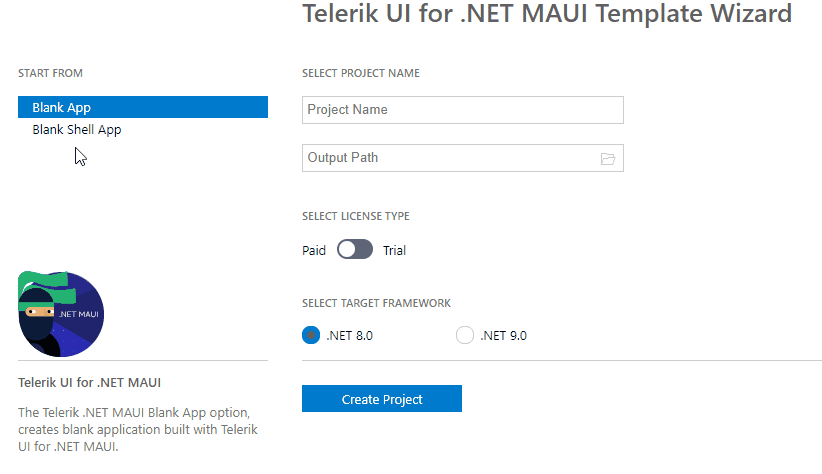 Telerik UI for .NET MAUI Template Wizard
START FROM
Blank App
Blank Shell App
SELECT PROJECT NAME
Project Name
Output Path
SELECT LICENSE TYPE
Paid Trial
SELECT TARGET FRAMEWORK
.NET 8.0 .NET 9.0
Create Project
.NET MAUI
Telerik UI for .NET MAUI
The Telerik .NET MAUI Blank App option,
creates blank application built with Telerik
UI for .NET MAUI.